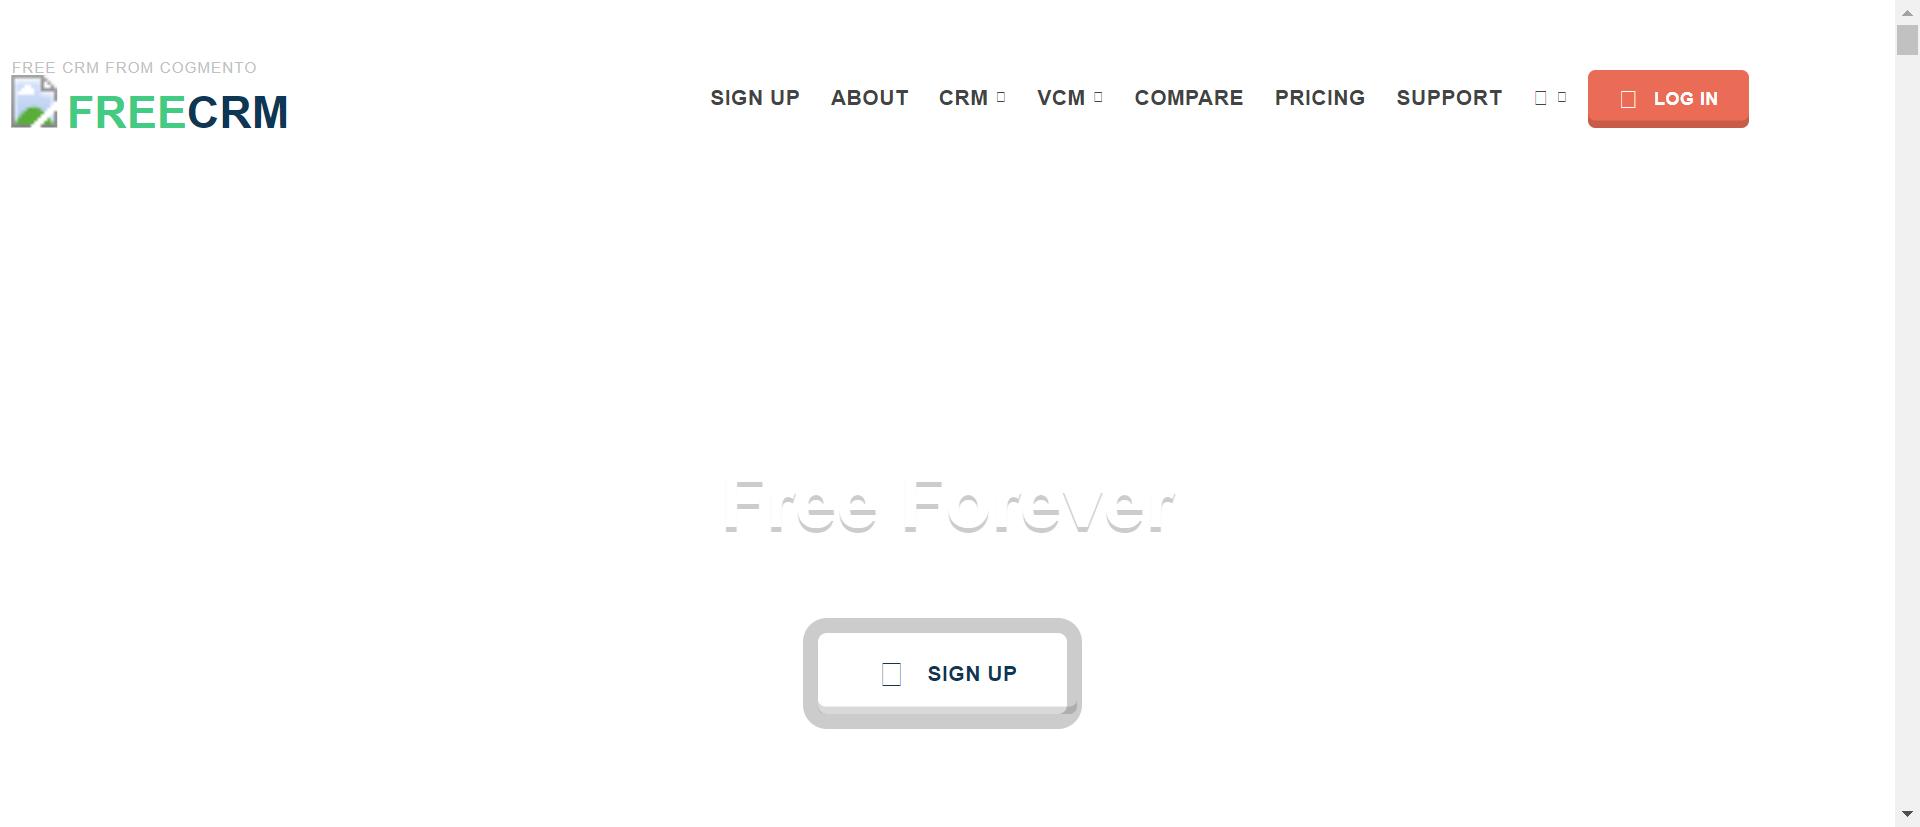 FREE CRM FROM COGMENTO
FREECRM
SIGN UP ABOUT CRM VCM COMPARE PRICING SUPPORT LOG IN
Free Forever
SIGN UP